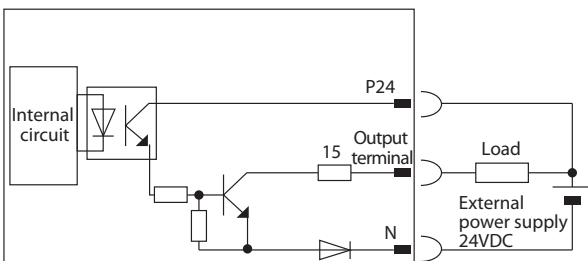 P24
Internal
circuit
Output
terminal
15
Load
External
power supply
24VDC
N